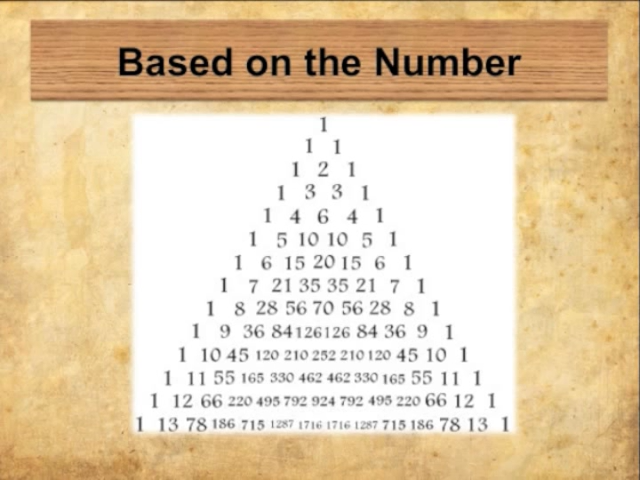 Based on the Number
1
1 1
1 2 1
1 3 3 1
1 4 6 4 1
1 5 10 10 5 1
1 6 15 20 15 6 1
1 7 21 35 35 21 7 1
1 8 28 56 70 56 28 8 1
1 9 36 84 126 126 84 36 9 1
1 10 45 120 210 252 210 120 45 10 1
1 11 55 165 330 462 462 330 165 55 11 1
1 12 66 220 495 792 924 792 495 220 66 12 1
1 13 78 186 715 1287 1716 1716 1287 715 186 78 13 1